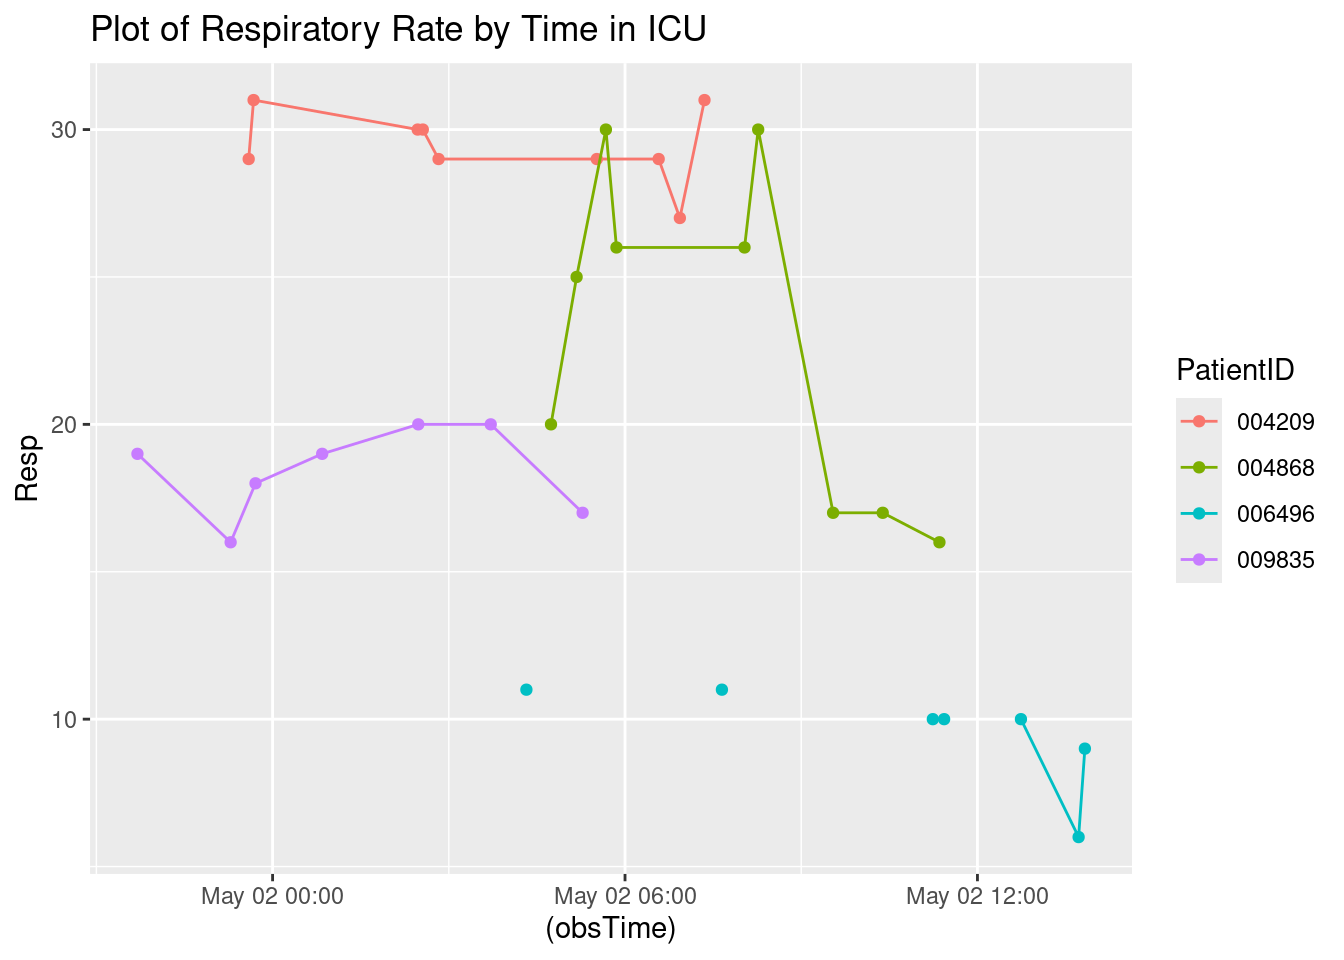 Plot of Respiratory Rate by Time in ICU
30
20
10
Resp
May 02 00:00
May 02 06:00
May 02 12:00
(obsTime)
PatientID
004209
004868
006496
009835